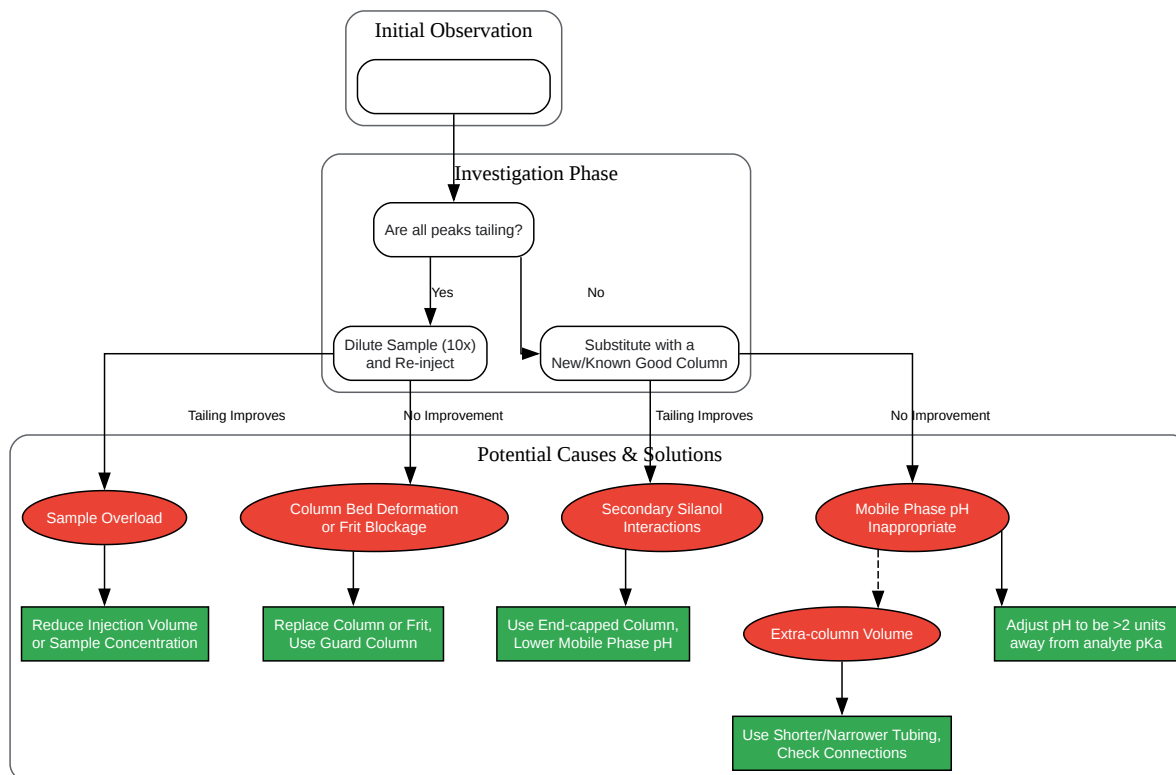 Initial Observation
Investigation Phase
Are all peaks tailing?
Yes
No
Dilute Sample (10x)
and Re-inject
Substitute with a
New/Known Good Column
Tailing Improves
No Improvement
Tailing Improves
No Improvement
Potential Causes & Solutions
Sample Overload
Column Bed Deformation
or Frit Blockage
Secondary Silanol
Interactions
Mobile Phase pH
Inappropriate
Reduce Injection Volume
or Sample Concentration
Replace Column or Frit,
Use Guard Column
Use End-capped Column,
Lower Mobile Phase pH
Extra-column Volume
Adjust pH to be >2 units
away from analyte pKa
Use Shorter/Narrower Tubing,
Check Connections